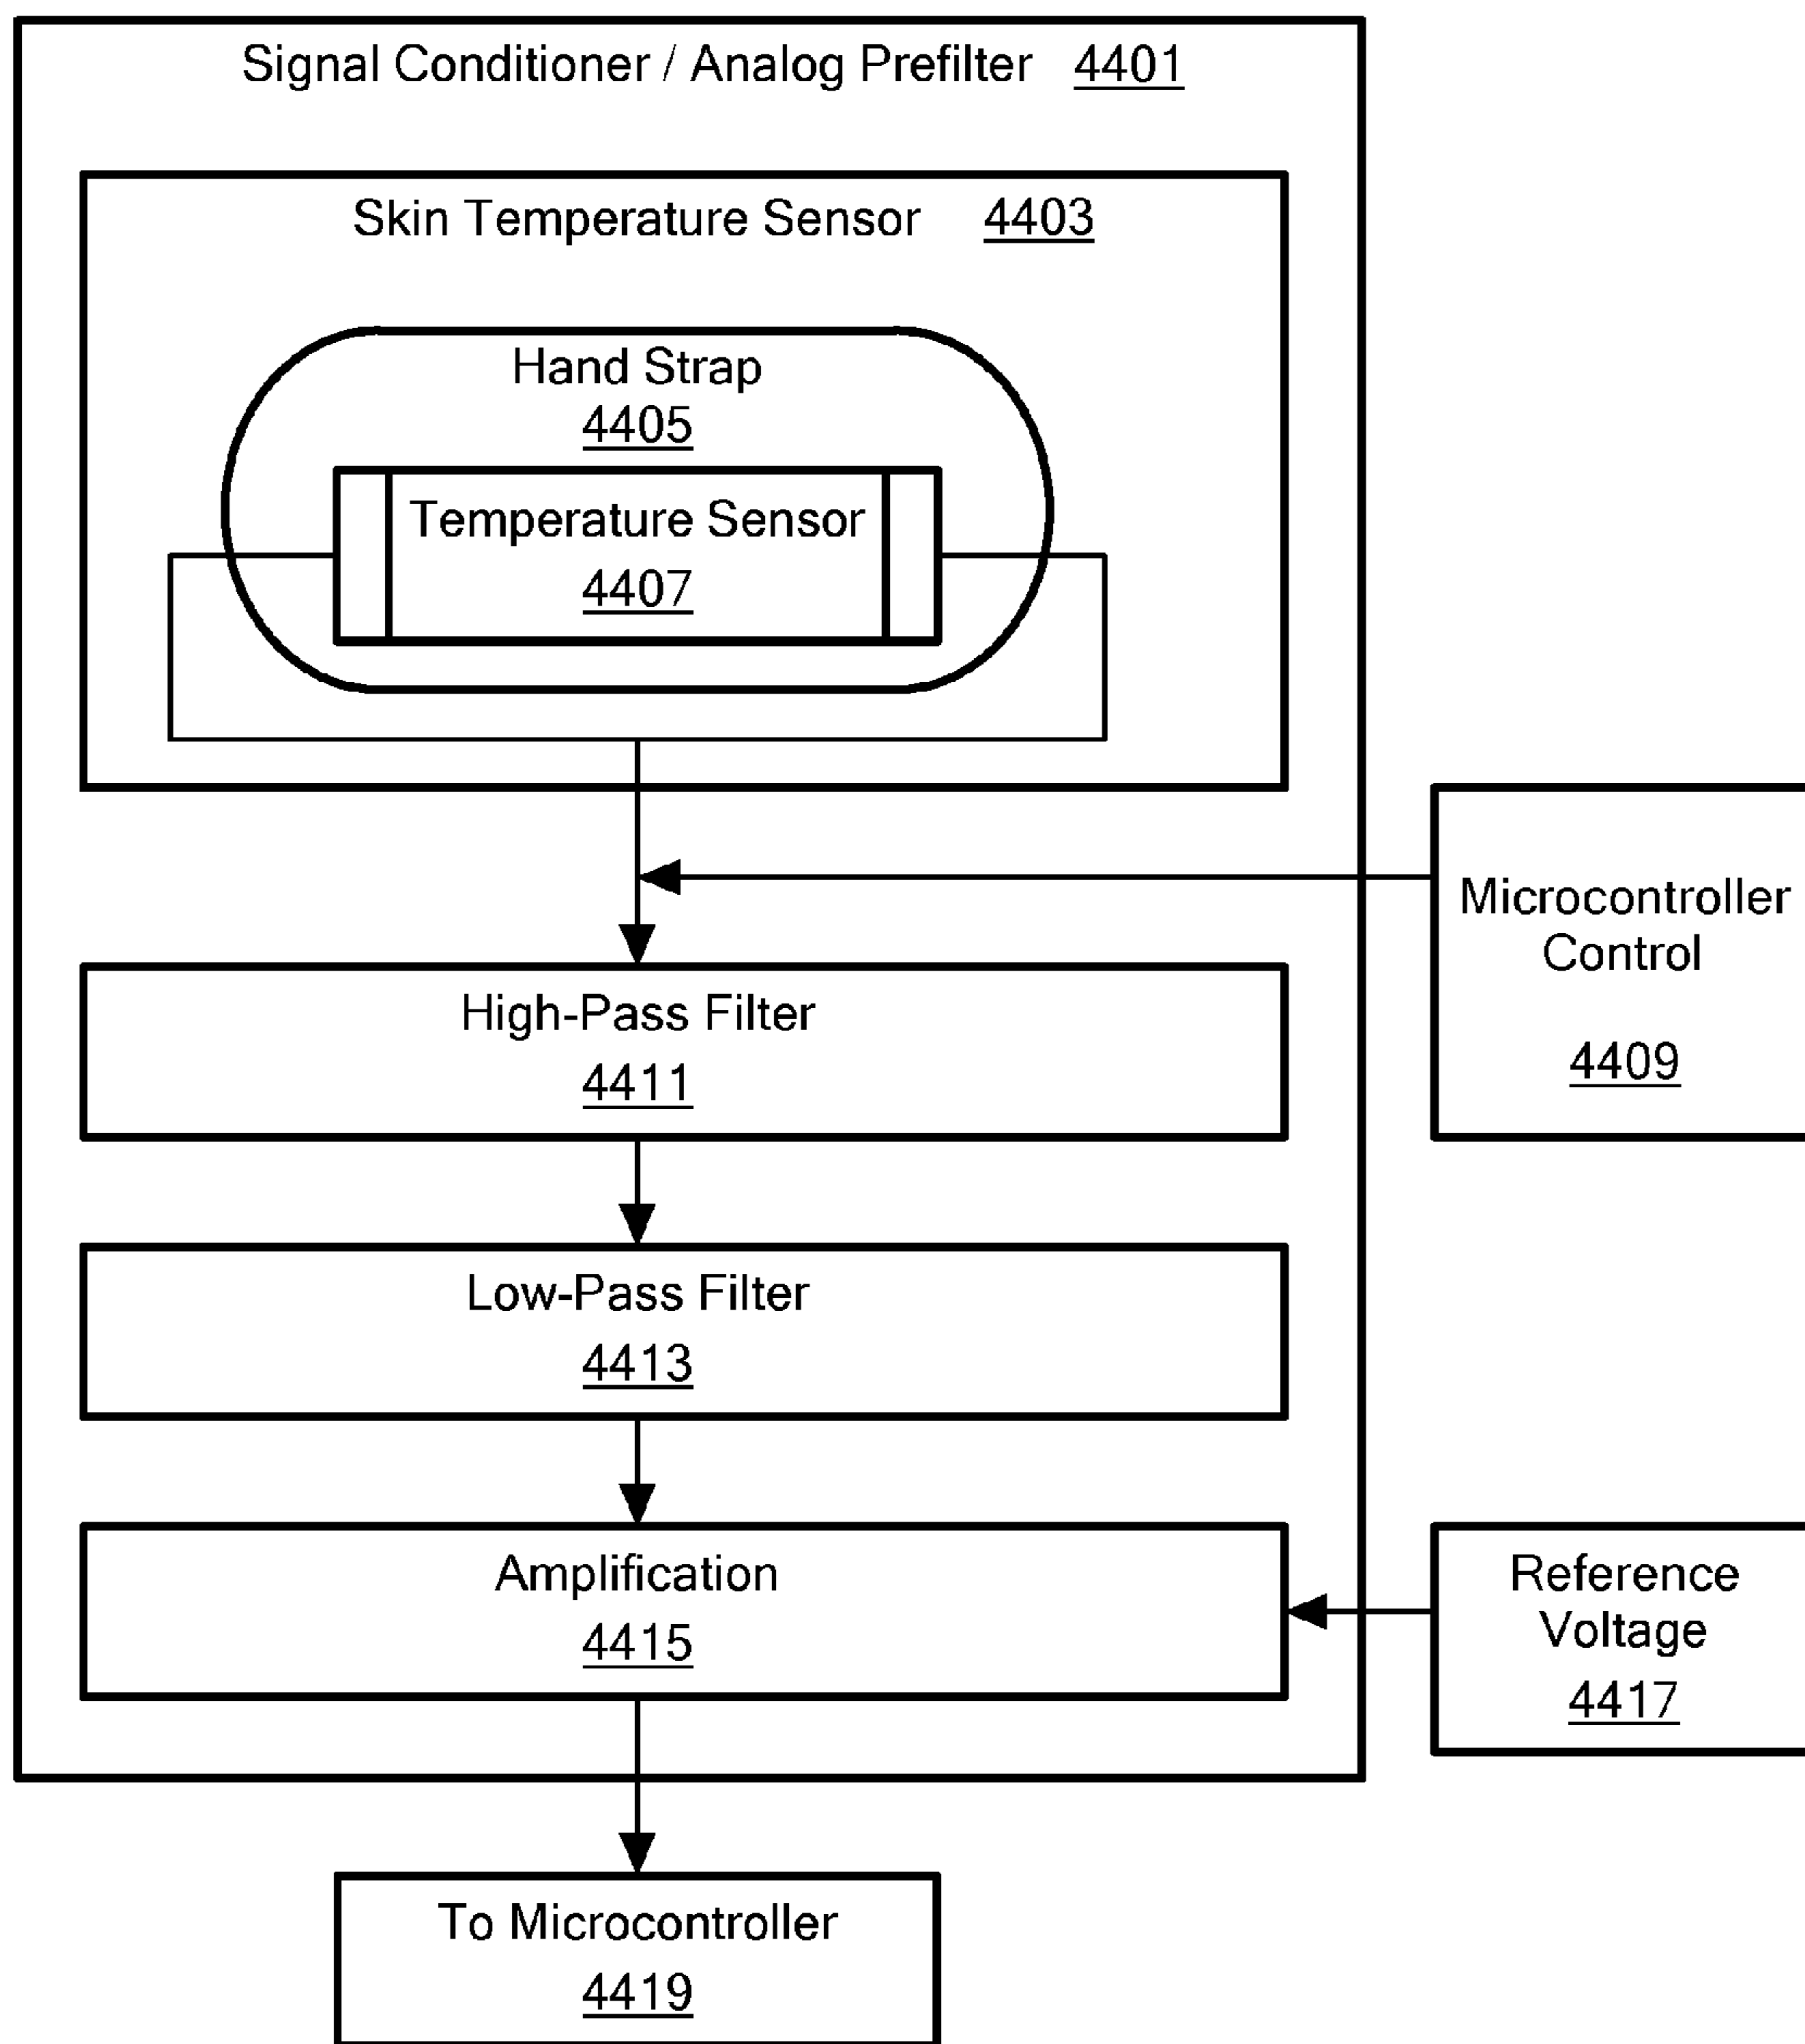 Signal Conditioner / Analog Prefilter 4401
Skin Temperature Sensor 4403
Hand Strap
4405
Temperature Sensor
4407
Microcontroller
Control
4409
High-Pass Filter
4411
Low-Pass Filter
4413
Amplification
4415
Reference
Voltage
4417
To Microcontroller
4419